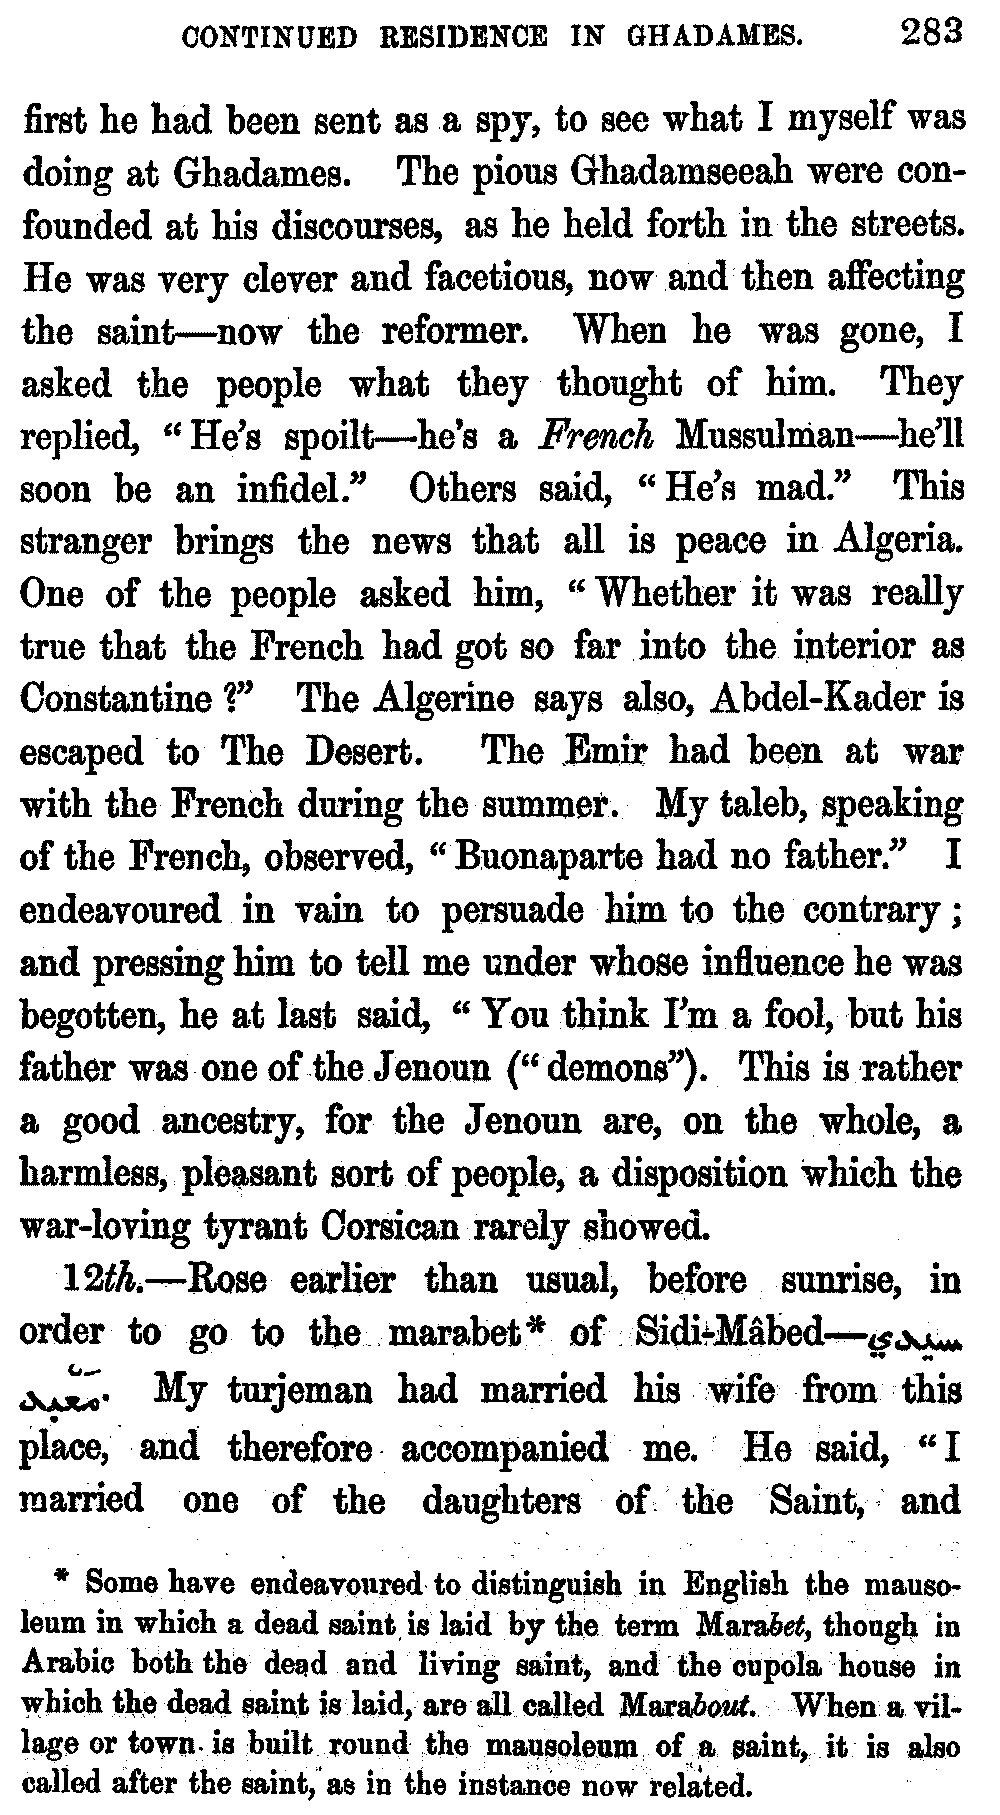 CONTINUED RESIDENCE IN GHADAMES. 283
first he had been sent as a spy, to see what I myself was
doing at Ghadames. The pious Ghadamseeah were con-
founded at his discourses, as he held forth in the streets.
He was very clever and facetious, now and then affecting
the saint—now the reformer. When he was gone, I
asked the people what they thought of him. They
replied, “He’s spoilt—he’s a French Mussulman—he’ll
soon be an infidel.” Others said, “He’s mad.” This
stranger brings the news that all is peace in Algeria.
One of the people asked him, “Whether it was really
true that the French had got so far into the interior as
Constantine?” The Algerine says also, Abdel-Kader is
escaped to The Desert. The Emir had been at war
with the French during the summer. My taleb, speaking
of the French, observed, “Buonaparte had no father.” I
endeavoured in vain to persuade him to the contrary;
and pressing him to tell me under whose influence he was
begotten, he at last said, “You think I’m a fool, but his
father was one of the Jenoun (“demons”). This is rather
a good ancestry, for the Jenoun are, on the whole, a
harmless, pleasant sort of people, a disposition which the
war-loving tyrant Corsican rarely showed.
12th.—Rose earlier than usual, before sunrise, in
order to go to the marabet* of Sidi-Mâbed—سيدي
معبد. My turjeman had married his wife from this
place, and therefore accompanied me. He said, “I
married one of the daughters of the Saint, and
* Some have endeavoured to distinguish in English the mauso-
leum in which a dead saint is laid by the term Marabet, though in
Arabic both the dead and living saint, and the cupola house in
which the dead saint is laid, are all called Marabout. When a vil-
lage or town is built round the mausoleum of a saint, it is also
called after the saint, as in the instance now related.